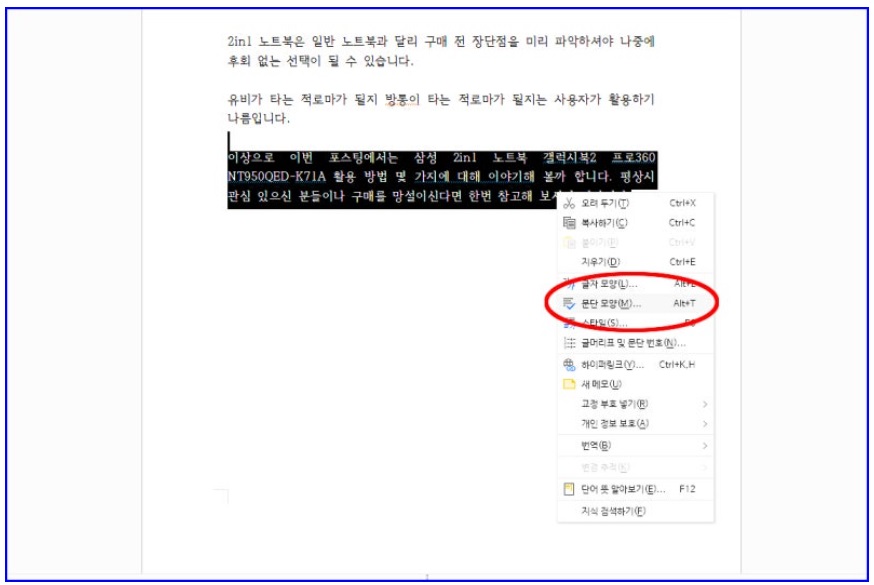 2in1 노트북은 일반 노트북과 달리 구매 전 장단점을 미리 파악하셔야 나중에
후회 없는 선택이 될 수 있습니다.
유비가 타는 적로마가 될지 방통이 타는 적로마가 될지는 사용자가 활용하기
나름입니다.
이상으로 이번 포스팅에서는 삼성 2in1 노트북 갤럭시북2 프로360
NT950QED-K71A 활용 방법 몇 가지에 대해 이야기해 볼까 합니다. 평상시
관심 있으신 분들이나 구매를 망설이신다면 한번 참고해
오려 두기(T) Ctrl+X
복사하기(C) Ctrl+C
붙이기(P) Ctrl+V
지우기(D) Ctrl+E
글자 모양(L)... Alt+L
문단 모양(M)... Alt+T
스타일(S)... F6
글머리표 및 문단 번호(N)...
하이퍼링크(Y)... Ctrl+K,H
새 메모(U)
교정 부호 넣기(R)
개인 정보 보호(A)
번역(B)
변경 추적(K)
단어 뜻 알아보기(E)... F12
지식 검색하기(F)